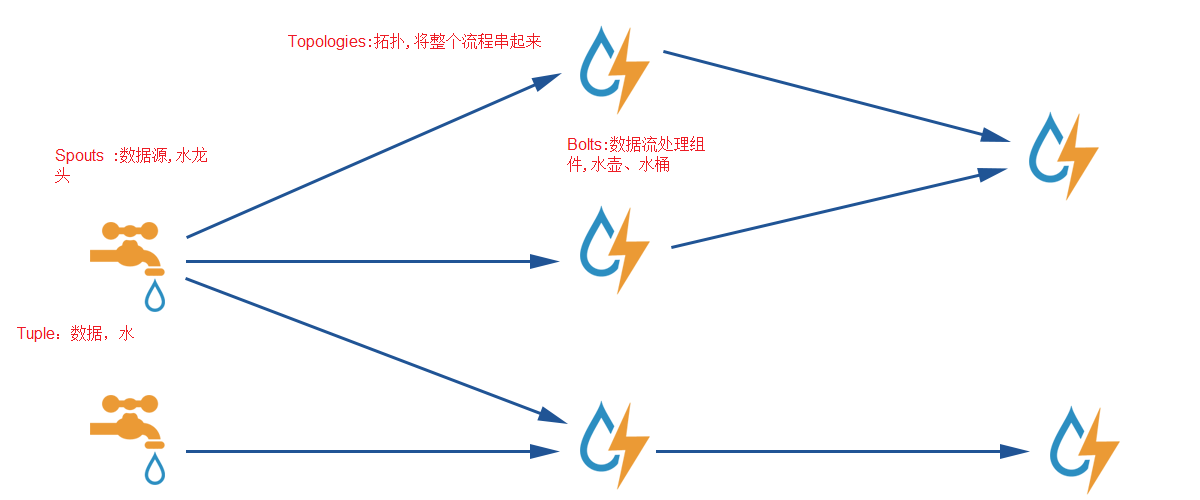 Topologies:拓扑,将整个流程串起来
Spouts  :数据源,水龙
头
Bolts:数据流处理组
件,水壶、水桶
Tuple：数据，水